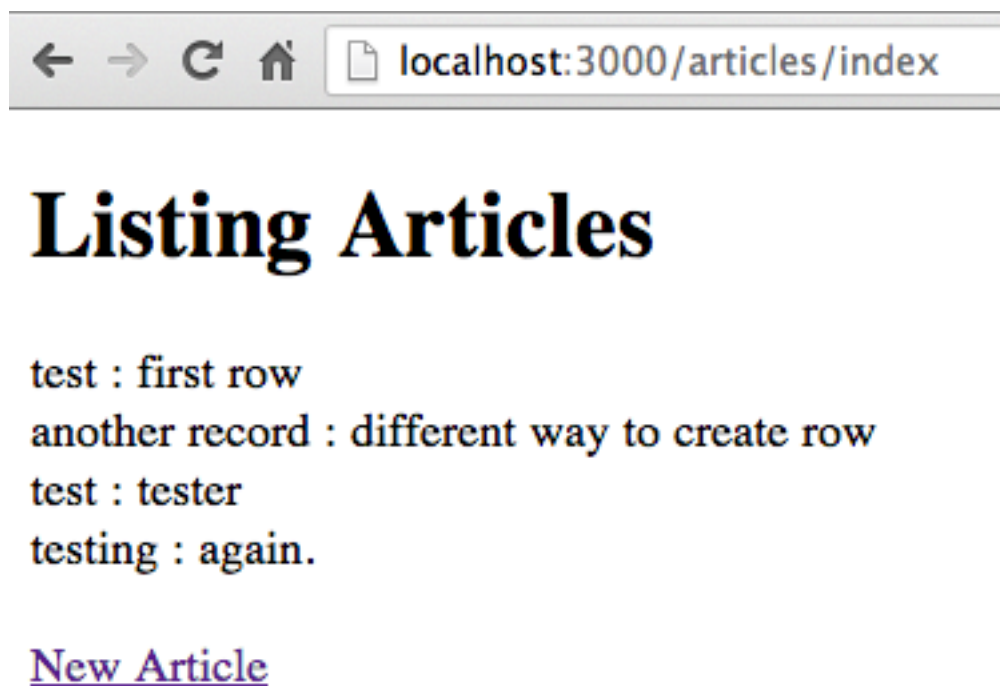 localhost:3000/articles/index
Listing Articles
test : first row
another record : different way to create row
test : tester
testing : again.
New Article